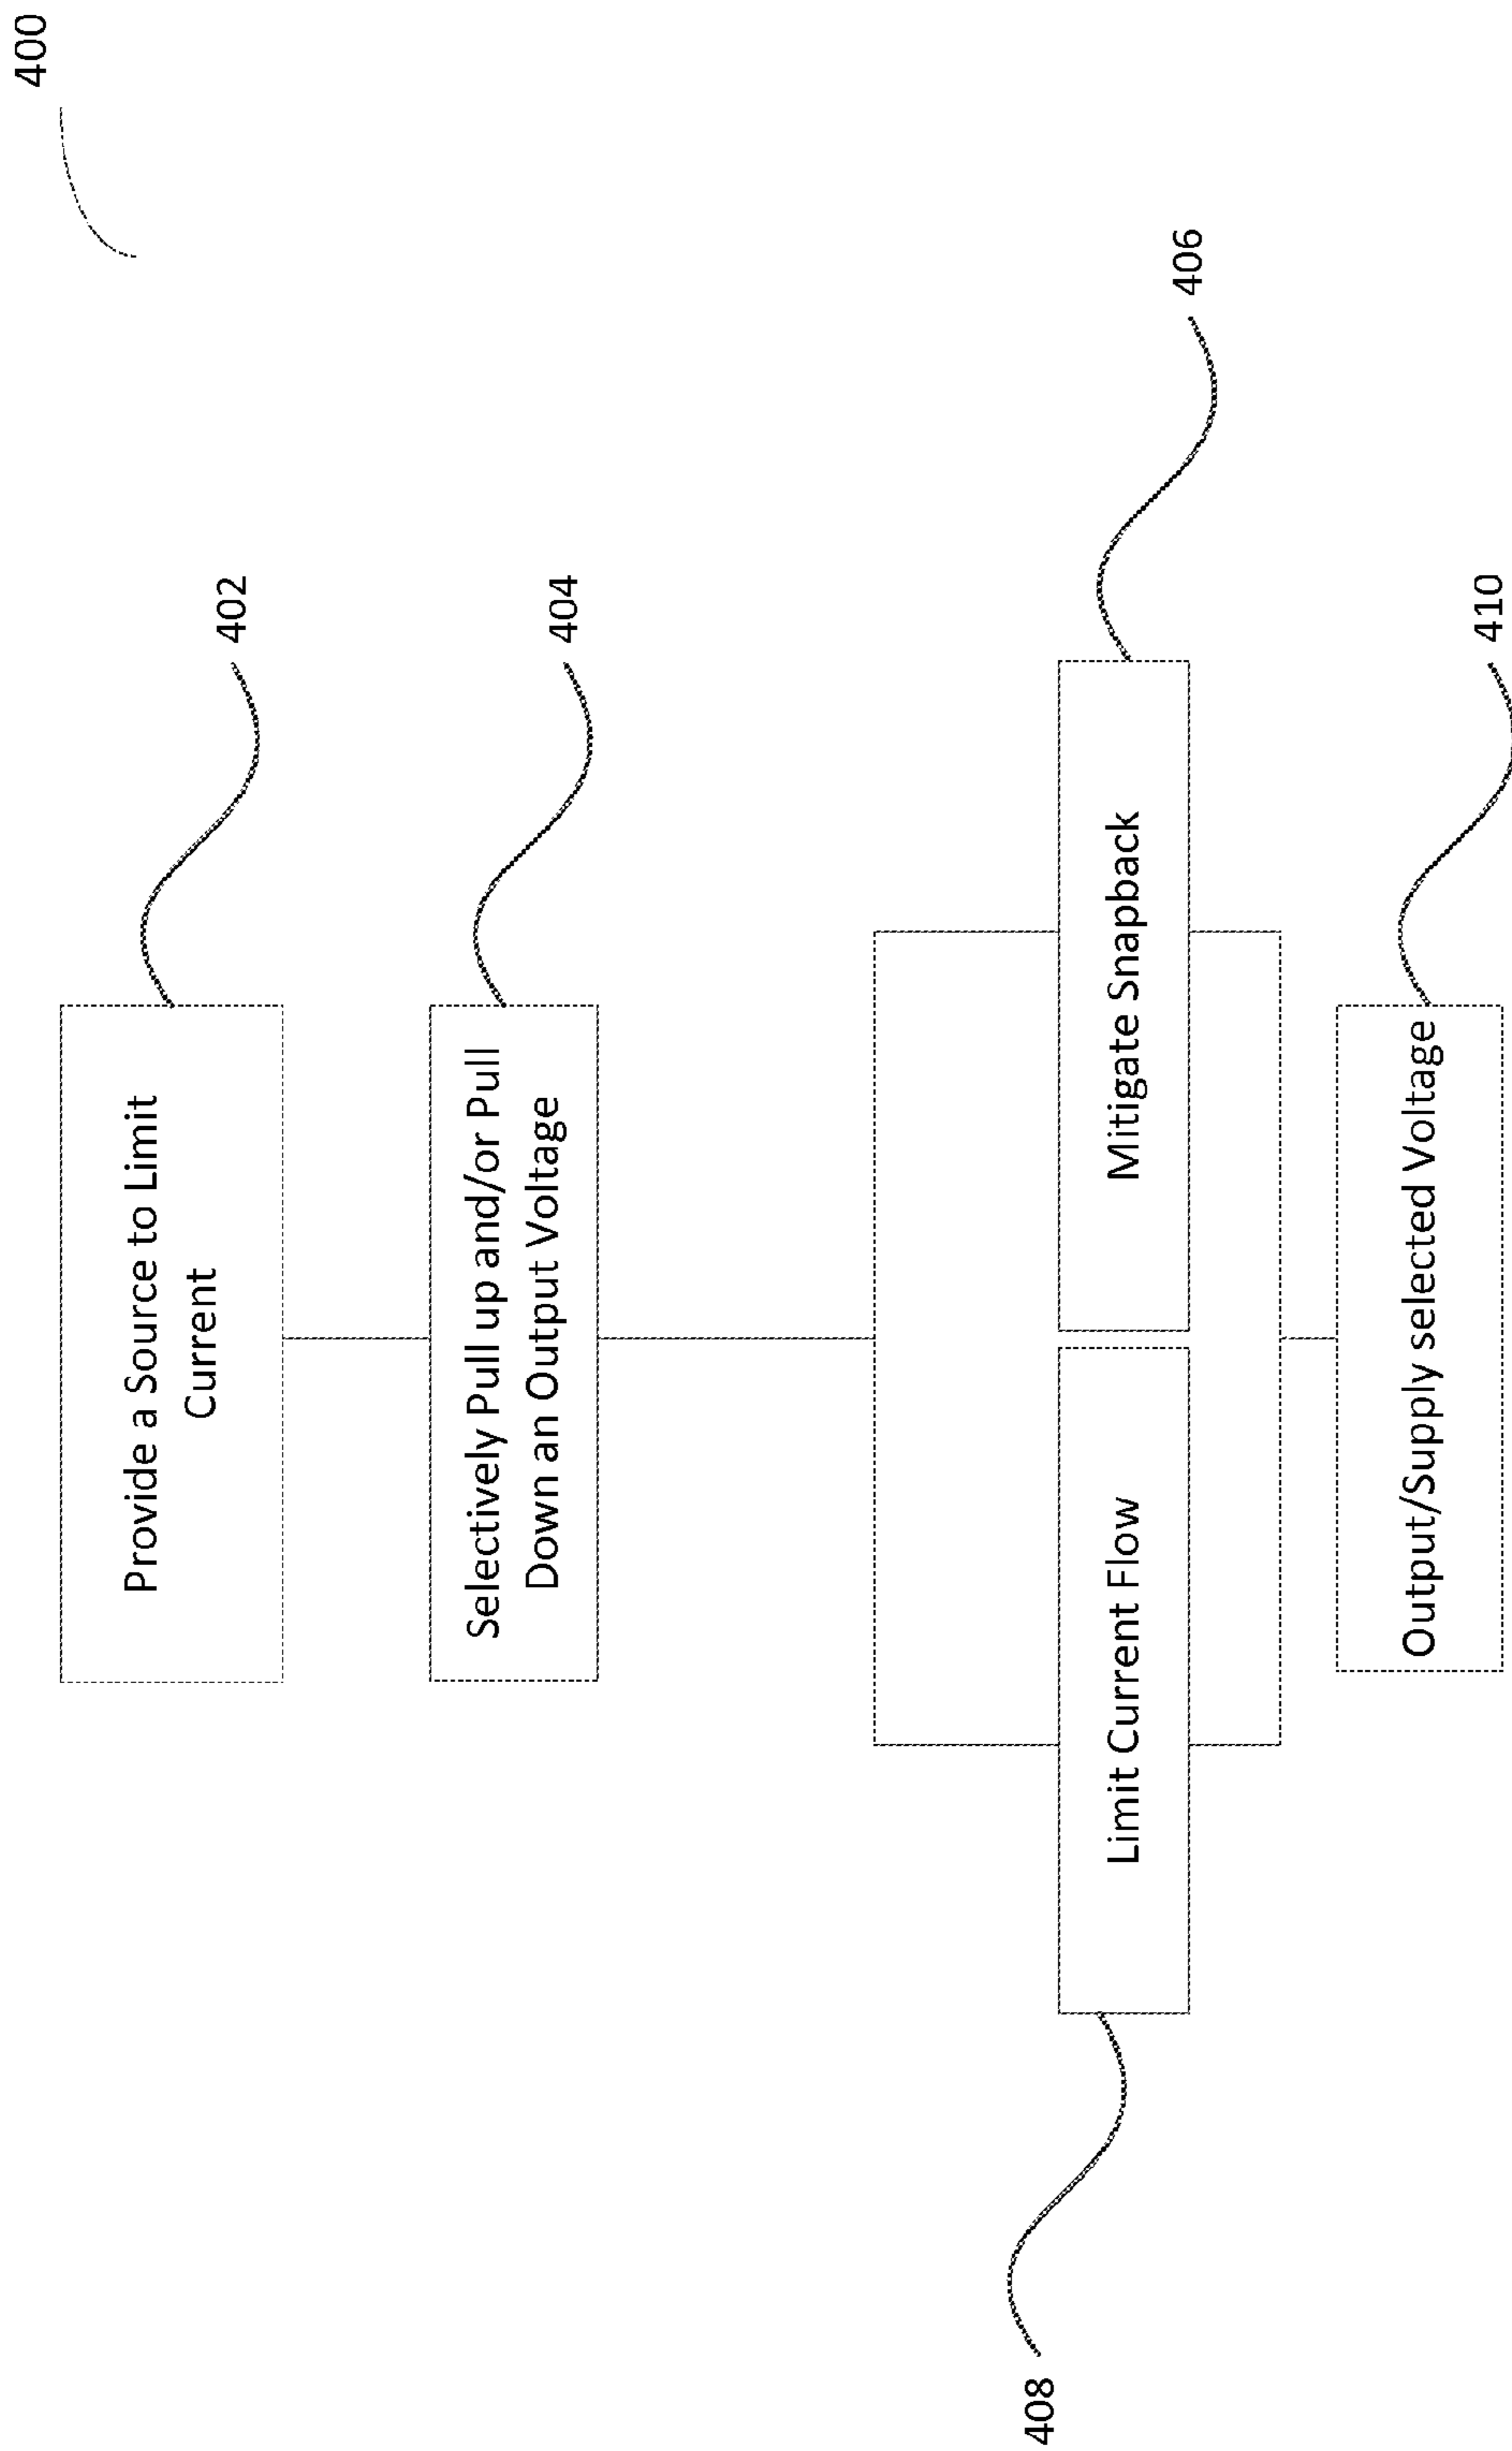 400
Provide a Source to Limit
Current
402
Selectively Pull up and/or Pull
Down an Output Voltage
404
408
Limit Current Flow
Mitigate Snapback
406
Output/Supply selected Voltage
410